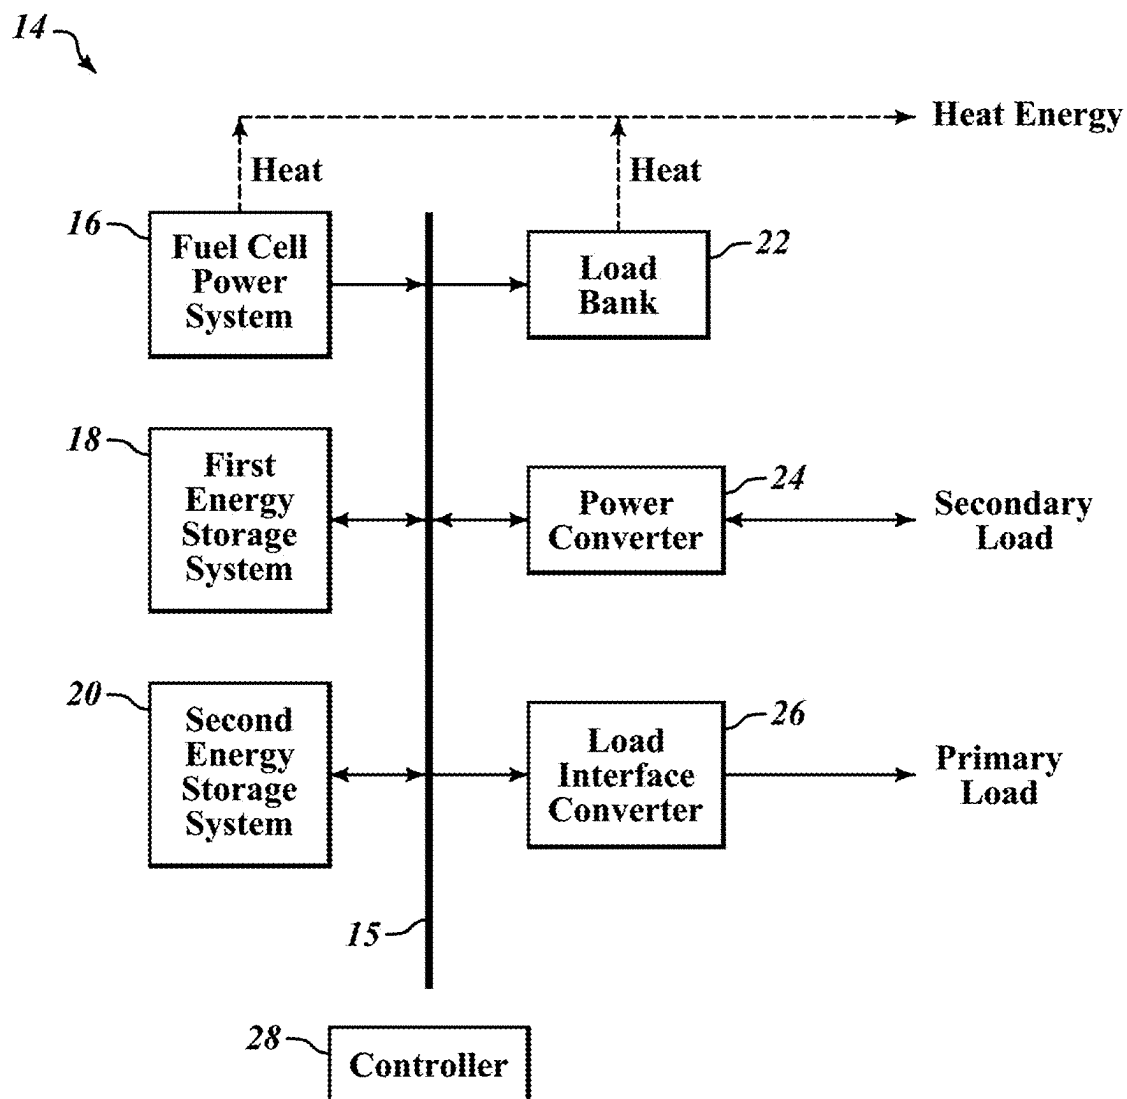 14
Heat Energy
Heat
Heat
16
Fuel Cell
Power
System
22
Load
Bank
18
First
Energy
Storage
System
24
Power
Converter
Secondary
Load
20
Second
Energy
Storage
System
26
Load
Interface
Converter
Primary
Load
15
28
Controller